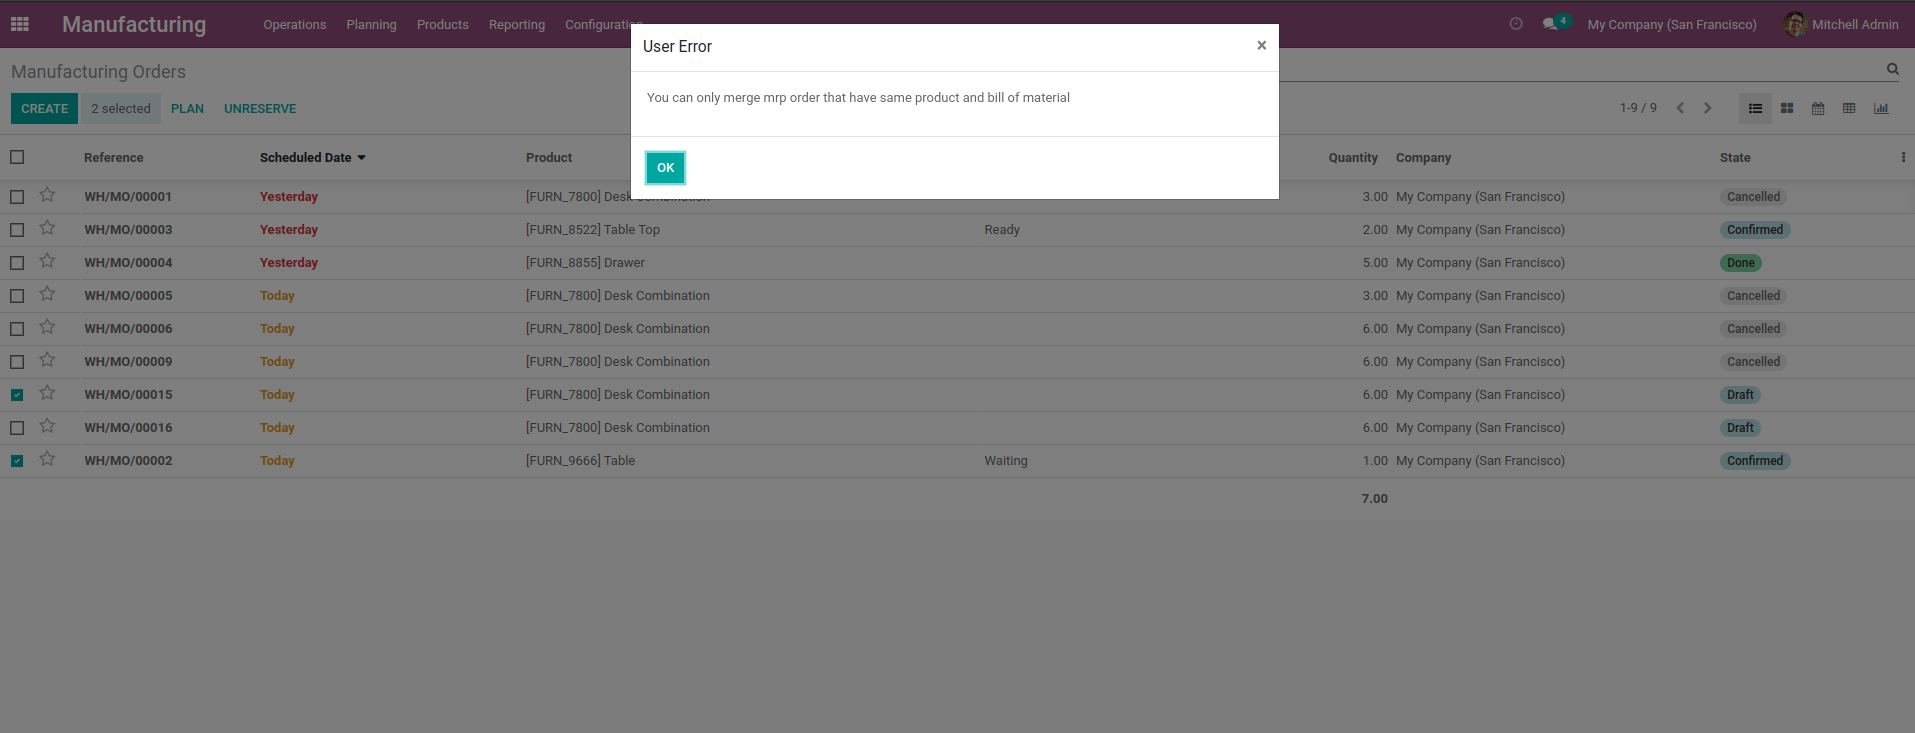 Manufacturing Operations Planning Products Reporting Configuration 4 My Company (San Francisco) Mitchell Admin
User Error ×
Manufacturing Orders
You can only merge mrp order that have same product and bill of material
CREATE 2 selected PLAN UNRESERVE 1-9 / 9
OK
Reference Scheduled Date Product Quantity Company State
WH/MO/00001 Yesterday [FURN_7800] Desk Combination 3.00 My Company (San Francisco) Cancelled
WH/MO/00003 Yesterday [FURN_8522] Table Top Ready 2.00 My Company (San Francisco) Confirmed
WH/MO/00004 Yesterday [FURN_8855] Drawer 5.00 My Company (San Francisco) Done
WH/MO/00005 Today [FURN_7800] Desk Combination 3.00 My Company (San Francisco) Cancelled
WH/MO/00006 Today [FURN_7800] Desk Combination 6.00 My Company (San Francisco) Cancelled
WH/MO/00009 Today [FURN_7800] Desk Combination 6.00 My Company (San Francisco) Cancelled
WH/MO/00015 Today [FURN_7800] Desk Combination 6.00 My Company (San Francisco) Draft
WH/MO/00016 Today [FURN_7800] Desk Combination 6.00 My Company (San Francisco) Draft
WH/MO/00002 Today [FURN_9666] Table Waiting 1.00 My Company (San Francisco) Confirmed
7.00